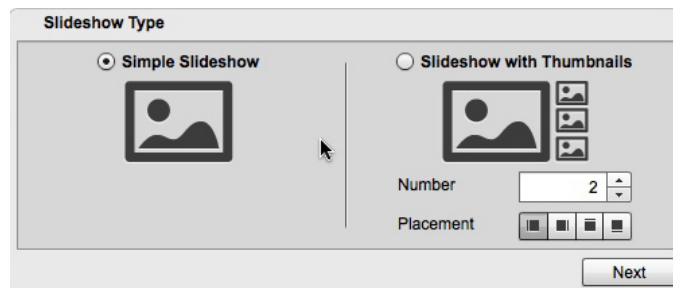 Slideshow Type
Simple Slideshow
Slideshow with Thumbnails
Number 2
Placement
Next